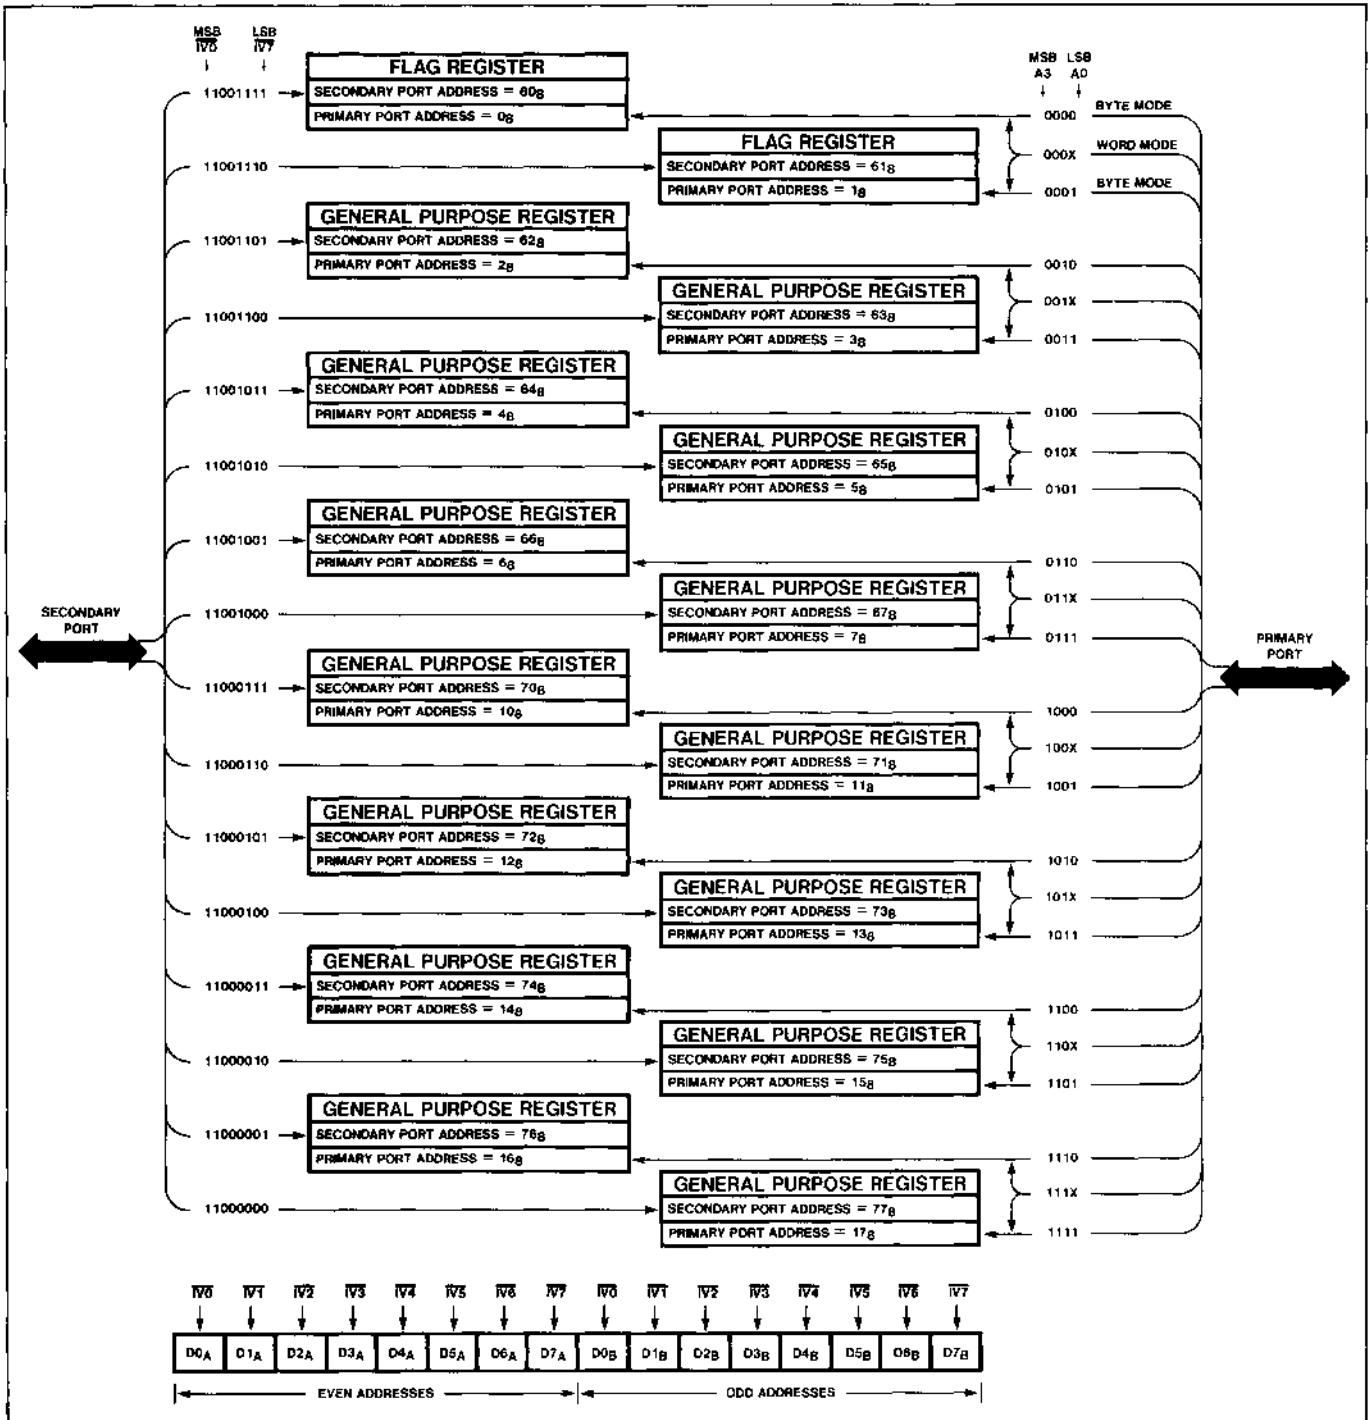 MSB LSB
IV0 IV7
MSB LSB
A3 A0
FLAG REGISTER
11001111 SECONDARY PORT ADDRESS = 608
PRIMARY PORT ADDRESS = 08 0000 BYTE MODE
FLAG REGISTER 000X WORD MODE
11001110 SECONDARY PORT ADDRESS = 618
PRIMARY PORT ADDRESS = 18 0001 BYTE MODE
GENERAL PURPOSE REGISTER
11001101 SECONDARY PORT ADDRESS = 628
PRIMARY PORT ADDRESS = 28 0010
GENERAL PURPOSE REGISTER 001X
11001100 SECONDARY PORT ADDRESS = 638
PRIMARY PORT ADDRESS = 38 0011
GENERAL PURPOSE REGISTER
11001011 SECONDARY PORT ADDRESS = 648
PRIMARY PORT ADDRESS = 48 0100
GENERAL PURPOSE REGISTER 010X
11001010 SECONDARY PORT ADDRESS = 658
PRIMARY PORT ADDRESS = 58 0101
GENERAL PURPOSE REGISTER
11001001 SECONDARY PORT ADDRESS = 668
PRIMARY PORT ADDRESS = 68 0110
GENERAL PURPOSE REGISTER 011X
11001000 SECONDARY PORT ADDRESS = 678
PRIMARY PORT ADDRESS = 78 0111
SECONDARY
PORT
PRIMARY
PORT
GENERAL PURPOSE REGISTER
11000111 SECONDARY PORT ADDRESS = 708
PRIMARY PORT ADDRESS = 108 1000
GENERAL PURPOSE REGISTER 100X
11000110 SECONDARY PORT ADDRESS = 718
PRIMARY PORT ADDRESS = 118 1001
GENERAL PURPOSE REGISTER
11000101 SECONDARY PORT ADDRESS = 728
PRIMARY PORT ADDRESS = 128 1010
GENERAL PURPOSE REGISTER 101X
11000100 SECONDARY PORT ADDRESS = 738
PRIMARY PORT ADDRESS = 138 1011
GENERAL PURPOSE REGISTER
11000011 SECONDARY PORT ADDRESS = 748
PRIMARY PORT ADDRESS = 148 1100
GENERAL PURPOSE REGISTER 110X
11000010 SECONDARY PORT ADDRESS = 758
PRIMARY PORT ADDRESS = 158 1101
GENERAL PURPOSE REGISTER
11000001 SECONDARY PORT ADDRESS = 768
PRIMARY PORT ADDRESS = 168 1110
GENERAL PURPOSE REGISTER 111X
11000000 SECONDARY PORT ADDRESS = 778
PRIMARY PORT ADDRESS = 178 1111
IV0 IV1 IV2 IV3 IV4 IV5 IV6 IV7 IV0 IV1 IV2 IV3 IV4 IV5 IV6 IV7
D0A D1A D2A D3A D4A D5A D6A D7A D0B D1B D2B D3B D4B D5B D6B D7B
EVEN ADDRESSES ODD ADDRESSES